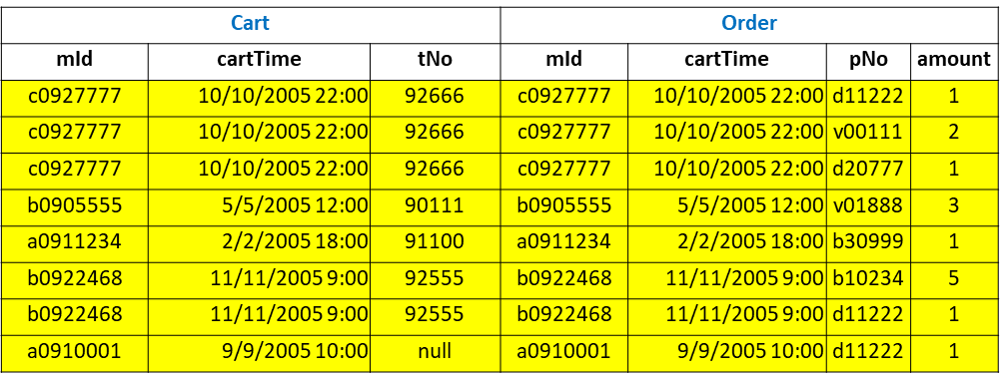 Cart Order
mId cartTime tNo mId cartTime pNo amount
c0927777 10/10/2005 22:00 92666 c0927777 10/10/2005 22:00 d11222 1
c0927777 10/10/2005 22:00 92666 c0927777 10/10/2005 22:00 v00111 2
c0927777 10/10/2005 22:00 92666 c0927777 10/10/2005 22:00 d20777 1
b0905555 5/5/2005 12:00 90111 b0905555 5/5/2005 12:00 v01888 3
a0911234 2/2/2005 18:00 91100 a0911234 2/2/2005 18:00 b30999 1
b0922468 11/11/2005 9:00 92555 b0922468 11/11/2005 9:00 b10234 5
b0922468 11/11/2005 9:00 92555 b0922468 11/11/2005 9:00 d11222 1
a0910001 9/9/2005 10:00 null a0910001 9/9/2005 10:00 d11222 1